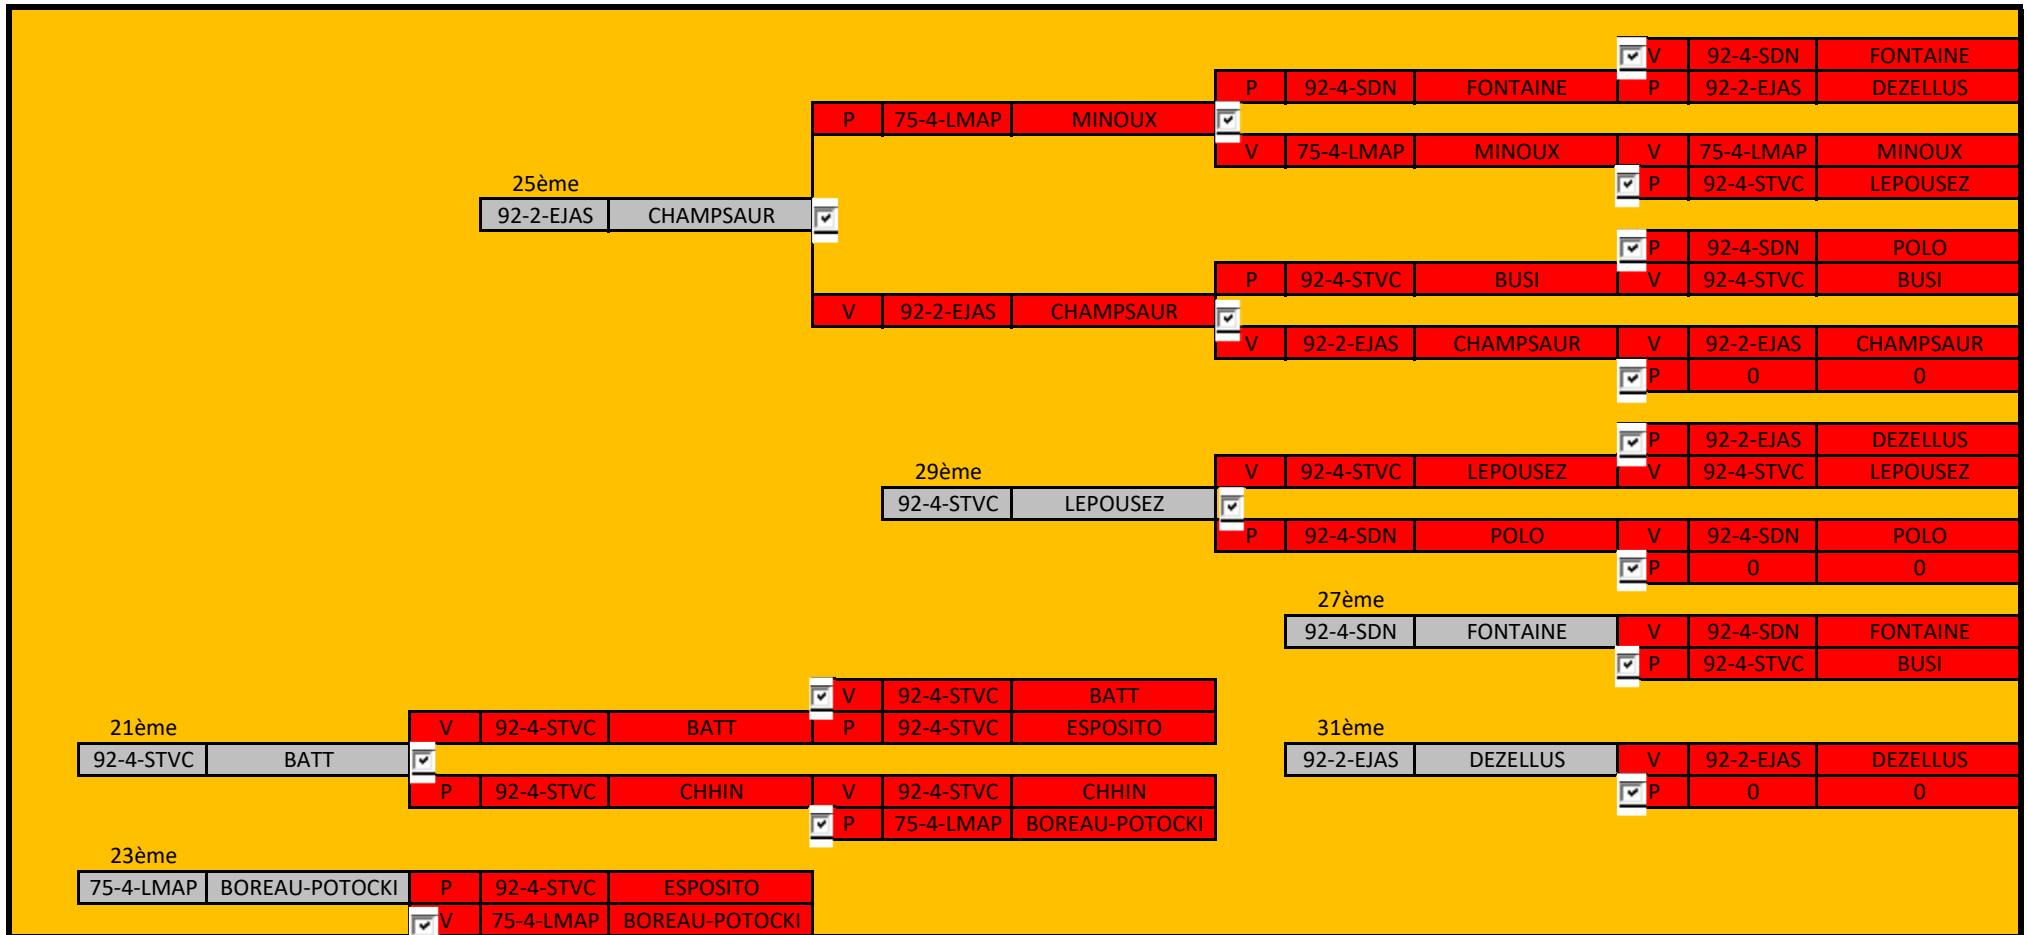 V 92-4-SDN FONTAINE
P 92-4-SDN FONTAINE P 92-2-EJAS DEZELLUS
P 75-4-LMAP MINOUX
V 75-4-LMAP MINOUX V 75-4-LMAP MINOUX
25ème P 92-4-STVC LEPOUSEZ
92-2-EJAS CHAMPSAUR
P 92-4-SDN POLO
P 92-4-STVC BUSI V 92-4-STVC BUSI
V 92-2-EJAS CHAMPSAUR
V 92-2-EJAS CHAMPSAUR V 92-2-EJAS CHAMPSAUR
P 0 0
P 92-2-EJAS DEZELLUS
29ème V 92-4-STVC LEPOUSEZ V 92-4-STVC LEPOUSEZ
92-4-STVC LEPOUSEZ
P 92-4-SDN POLO V 92-4-SDN POLO
P 0 0
27ème
92-4-SDN FONTAINE V 92-4-SDN FONTAINE
P 92-4-STVC BUSI
V 92-4-STVC BATT
21ème V 92-4-STVC BATT P 92-4-STVC ESPOSITO 31ème
92-4-STVC BATT 92-2-EJAS DEZELLUS V 92-2-EJAS DEZELLUS
P 92-4-STVC CHHIN V 92-4-STVC CHHIN P 0 0
P 75-4-LMAP BOREAU-POTOCKI
23ème
75-4-LMAP BOREAU-POTOCKI P 92-4-STVC ESPOSITO
V 75-4-LMAP BOREAU-POTOCKI